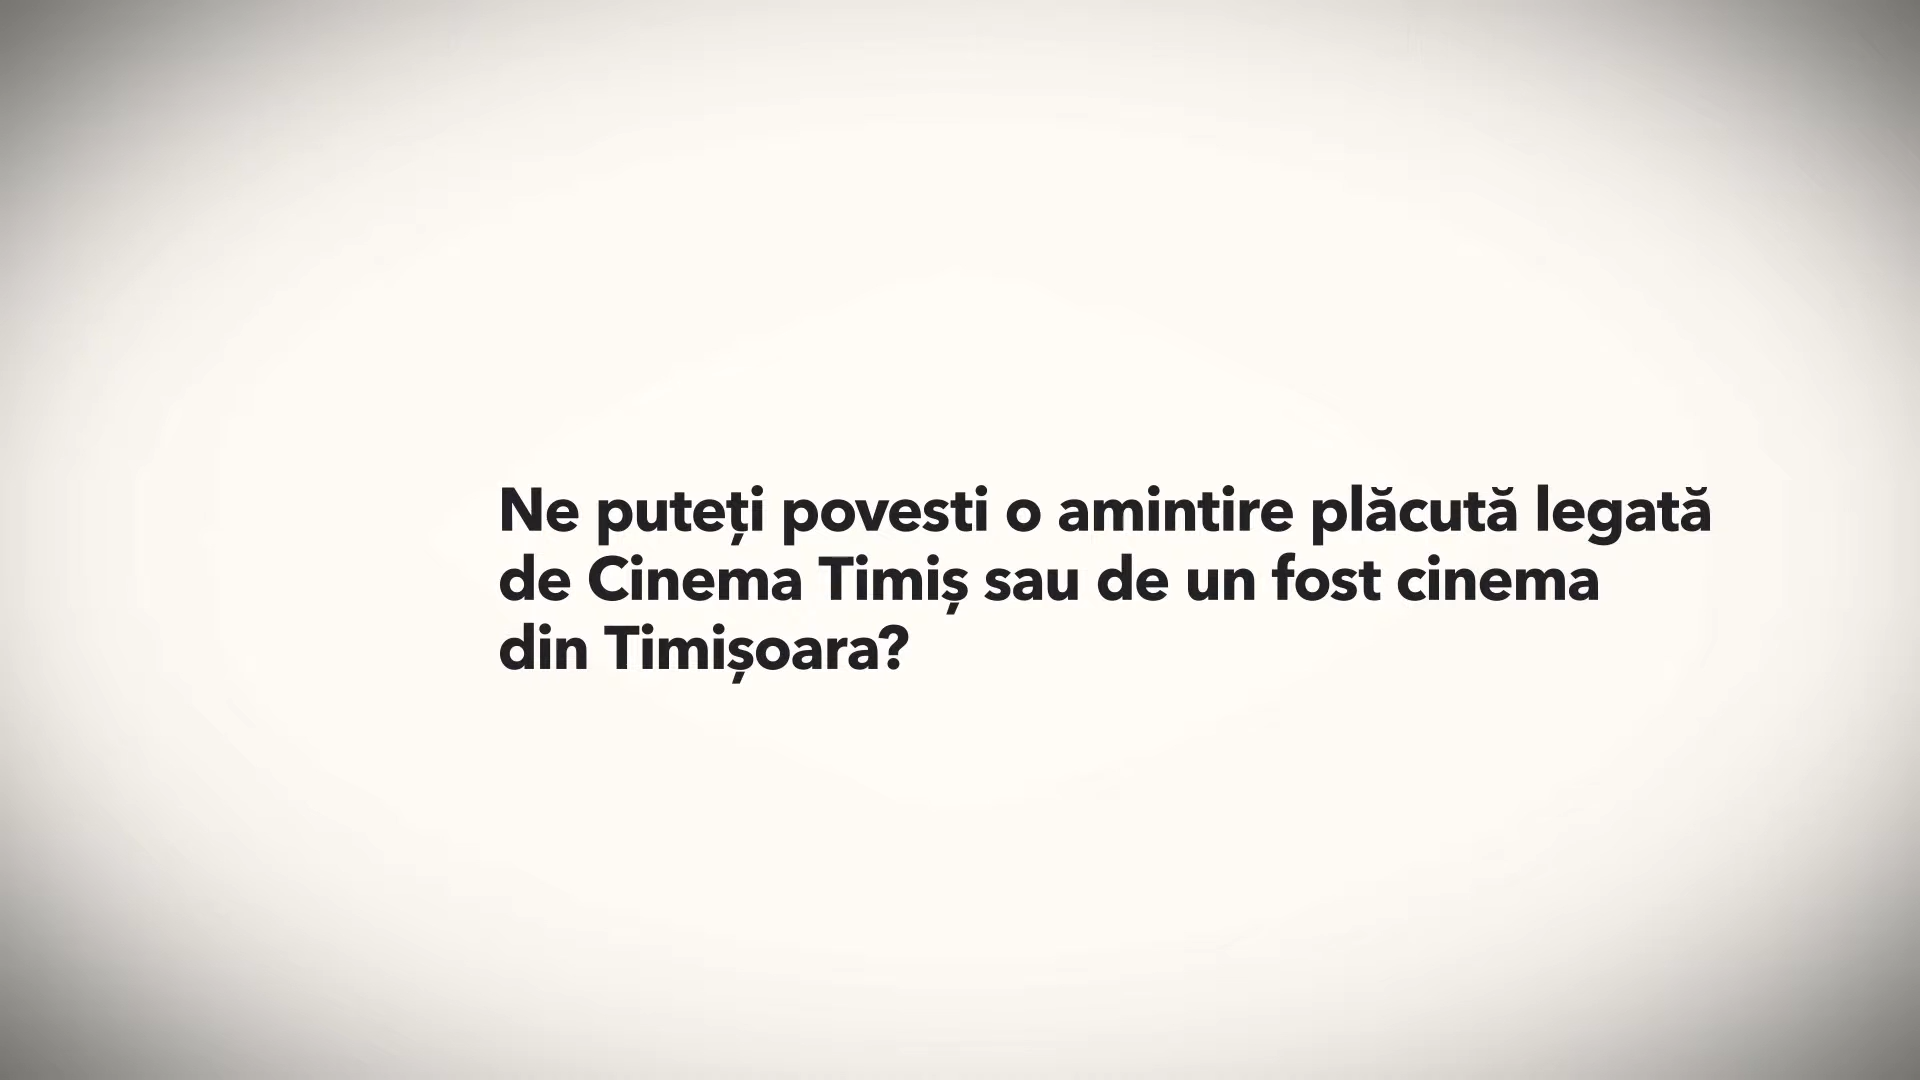 Ne puteți povesti o amintire plăcută legată
de Cinema Timiș sau de un fost cinema
din Timișoara?